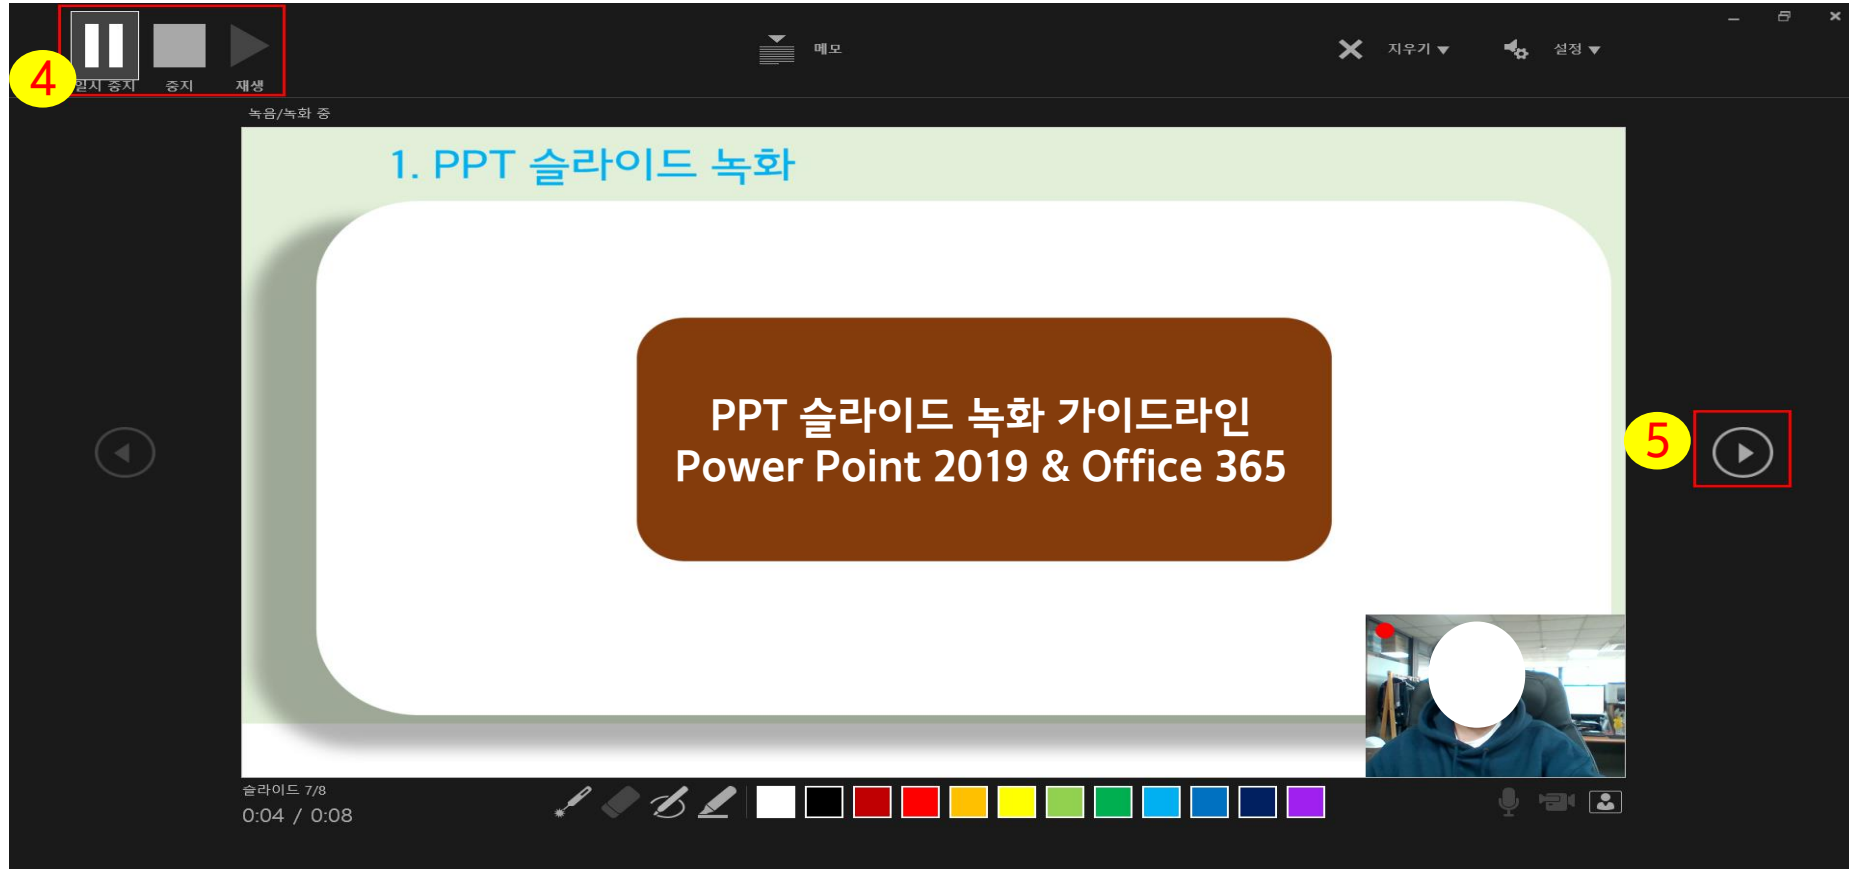 4
일시 중지
중지
재생
메모
지우기
설정
녹음/녹화 중
1. PPT 슬라이드 녹화
PPT 슬라이드 녹화 가이드라인
Power Point 2019 & Office 365
5
슬라이드 7/8
0:04 / 0:08